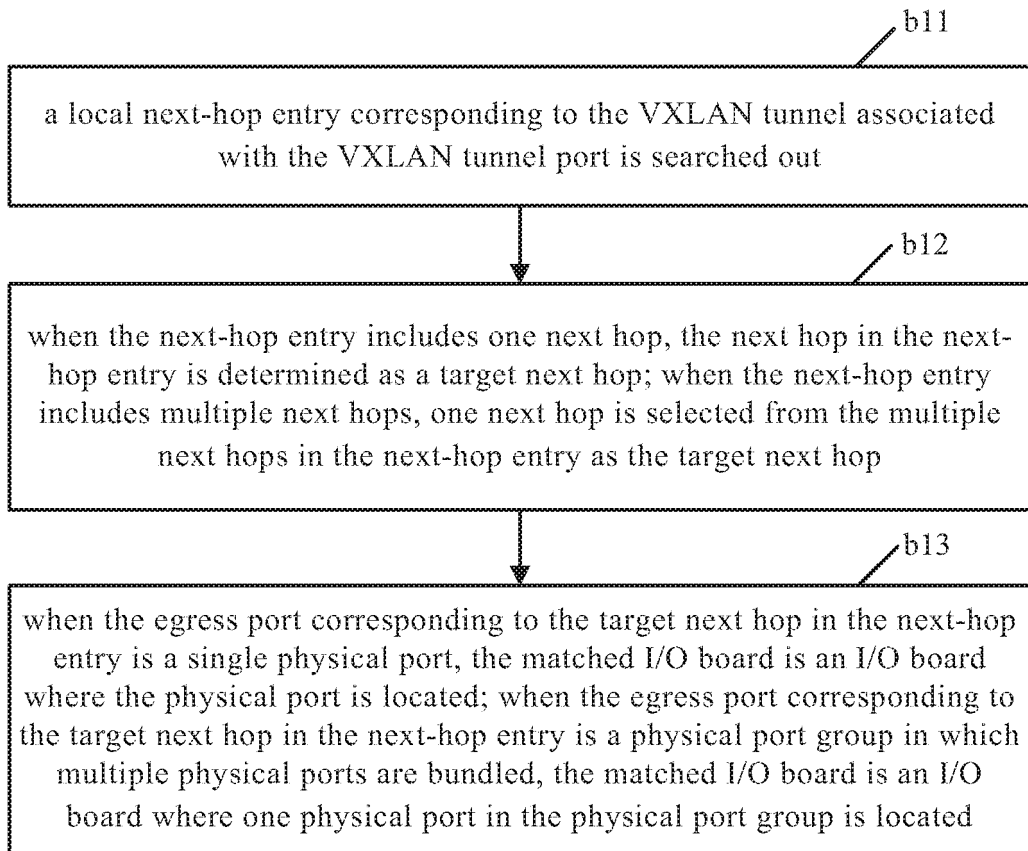 b11
a local next-hop entry corresponding to the VXLAN tunnel associated
with the VXLAN tunnel port is searched out
b12
when the next-hop entry includes one next hop, the next hop in the next-
hop entry is determined as a target next hop; when the next-hop entry
includes multiple next hops, one next hop is selected from the multiple
next hops in the next-hop entry as the target next hop
b13
when the egress port corresponding to the target next hop in the next-hop
entry is a single physical port, the matched I/O board is an I/O board
where the physical port is located; when the egress port corresponding to
the target next hop in the next-hop entry is a physical port group in which
multiple physical ports are bundled, the matched I/O board is an I/O
board where one physical port in the physical port group is located